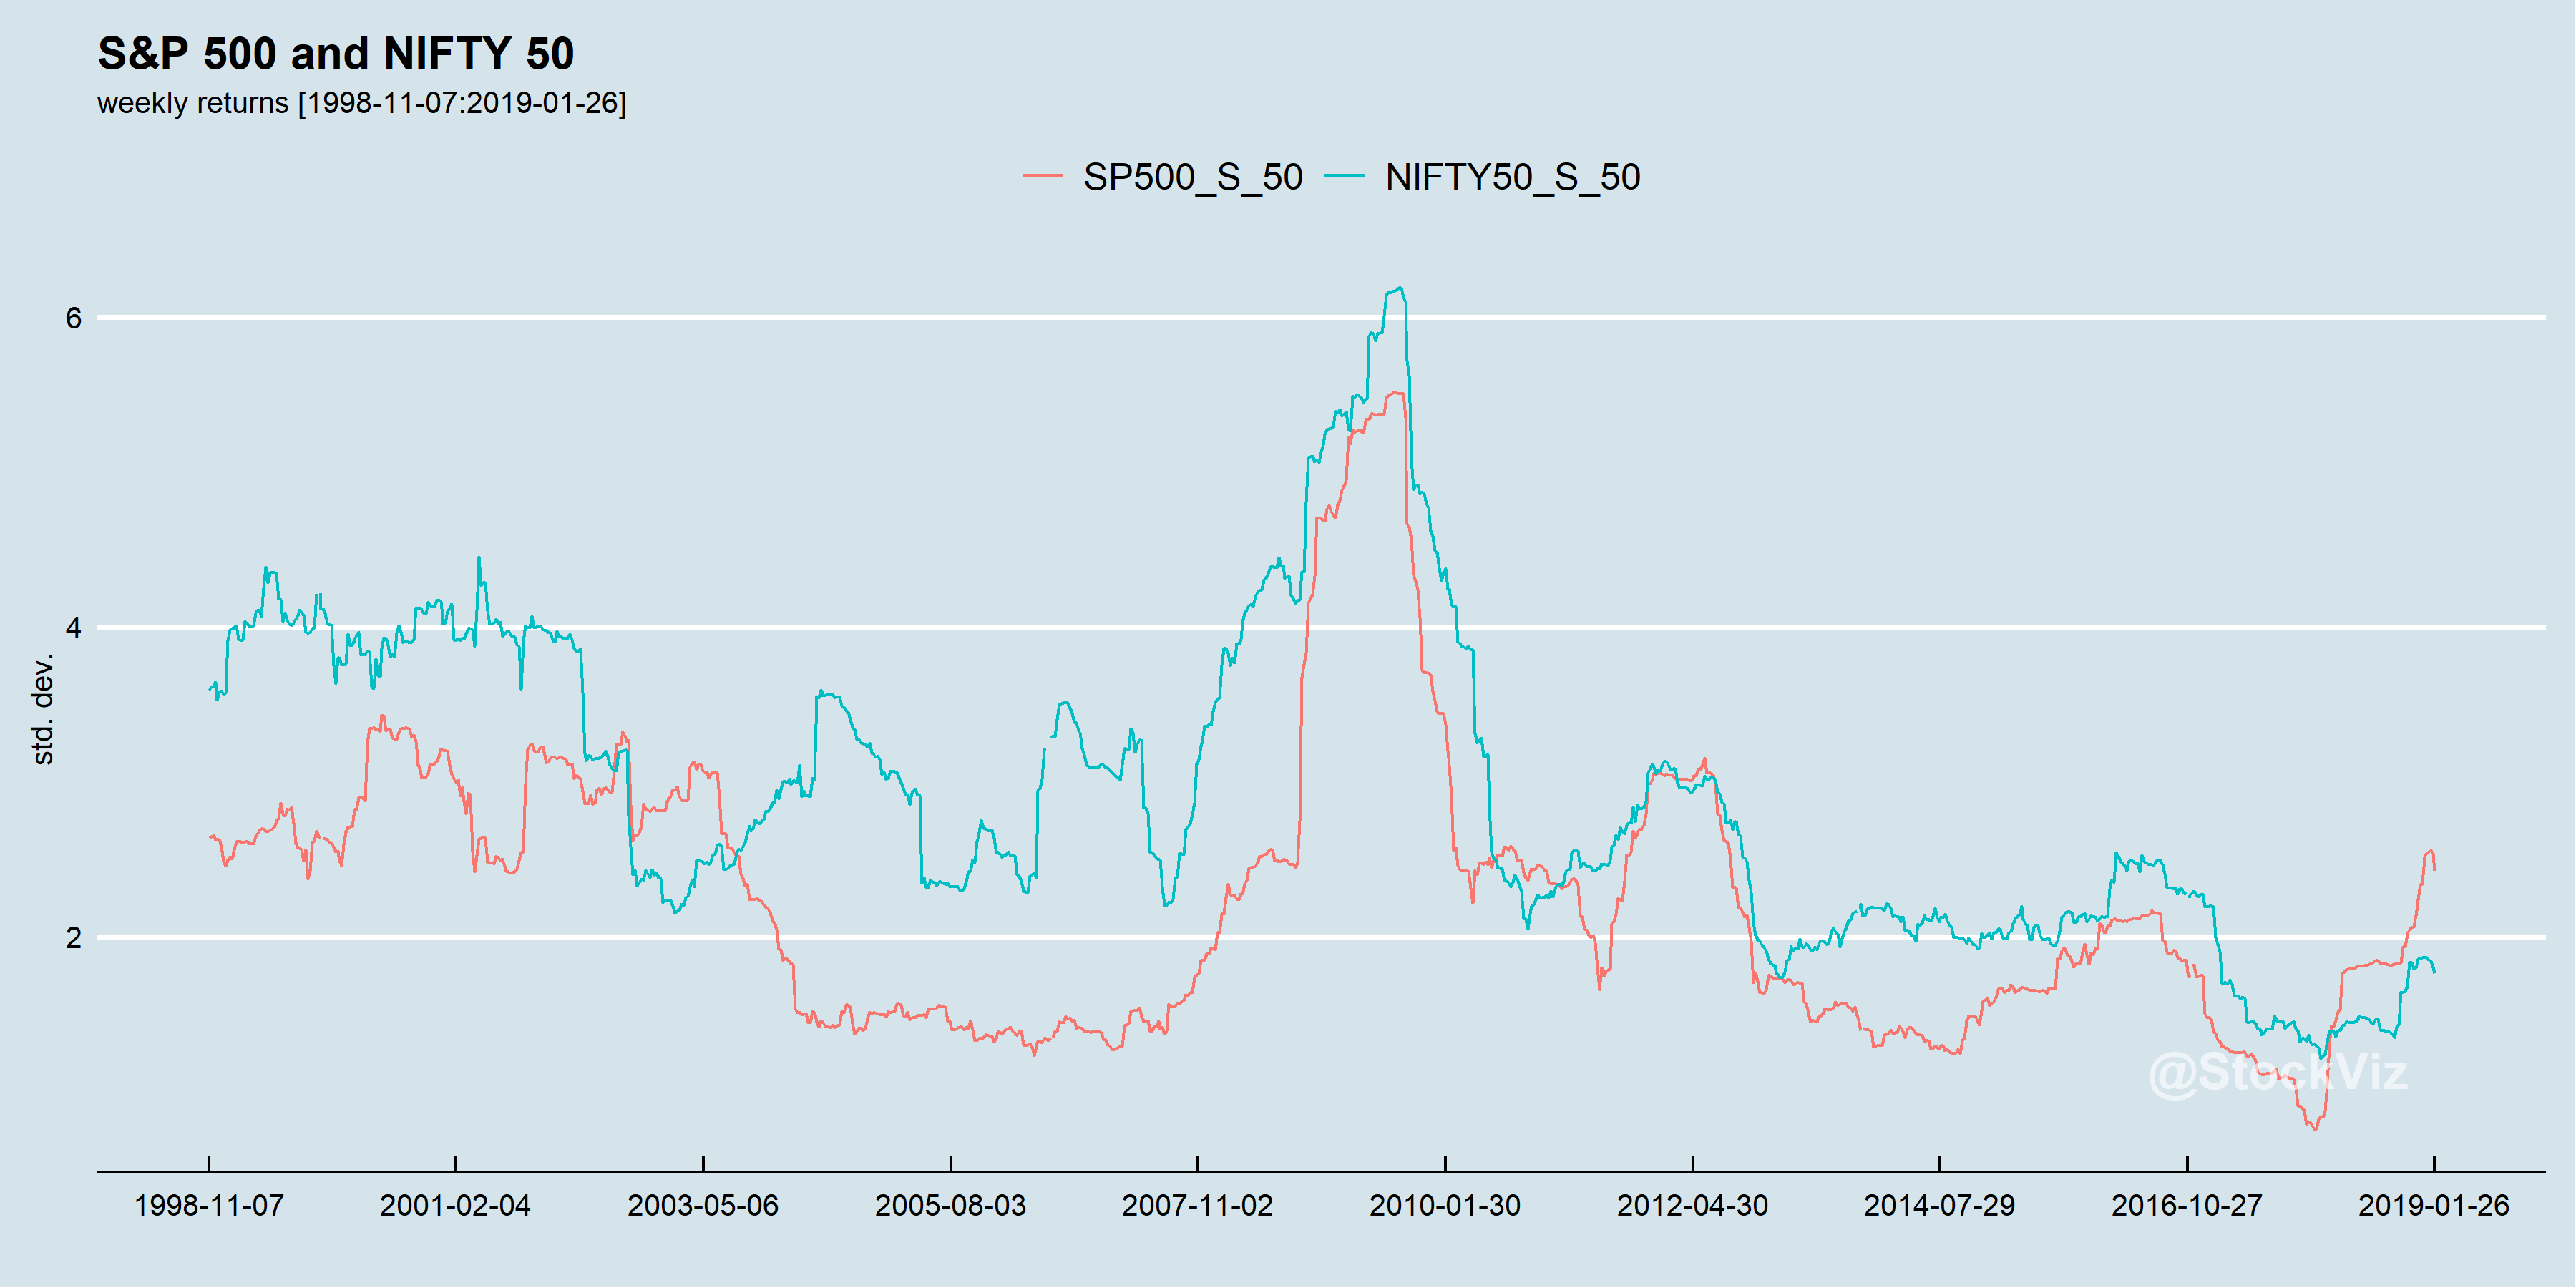 S&P 500 and NIFTY 50
weekly returns [1998-11-07:2019-01-26]
SP500_S_50 NIFTY50_S_50
6
4
2
std. dev.
@StockViz
1998-11-07 2001-02-04 2003-05-06 2005-08-03 2007-11-02 2010-01-30 2012-04-30 2014-07-29 2016-10-27 2019-01-26